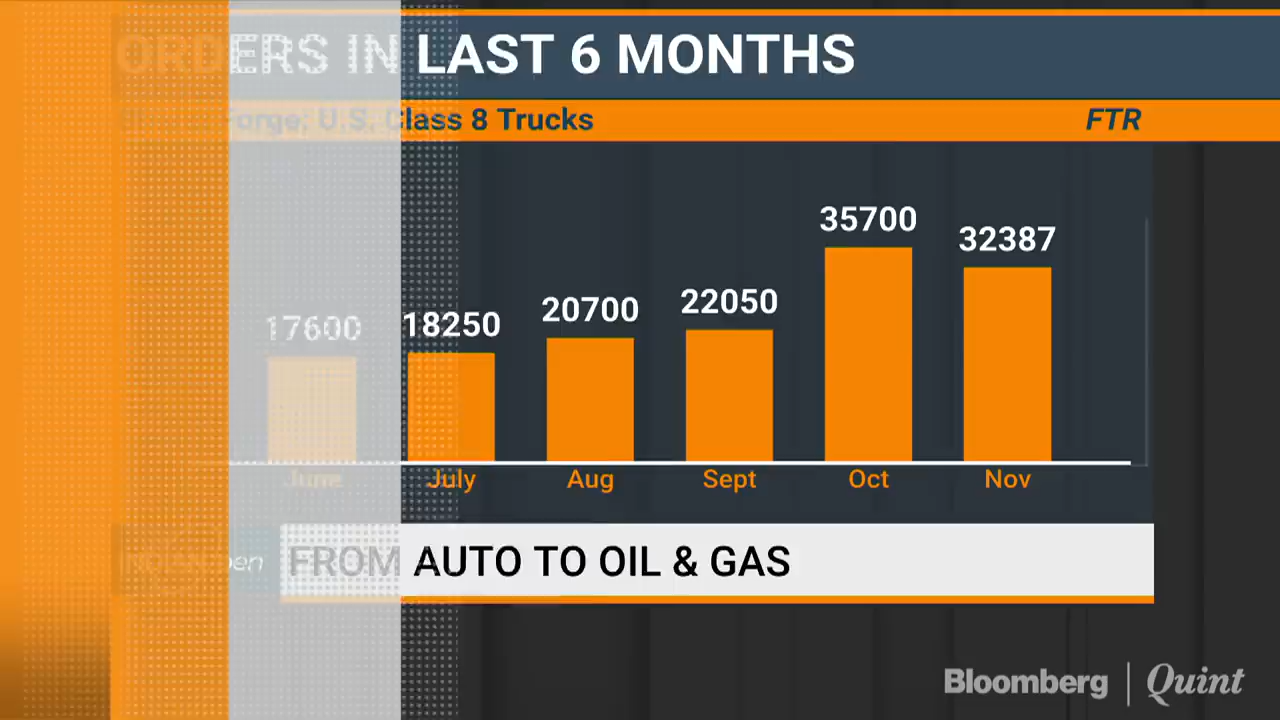 ORDERS IN LAST 6 MONTHS
Forge: U.S. Class 8 Trucks
FTR
17600
18250
20700
22050
35700
32387
June
July
Aug
Sept
Oct
Nov
FROM AUTO TO OIL & GAS
Bloomberg | Quint